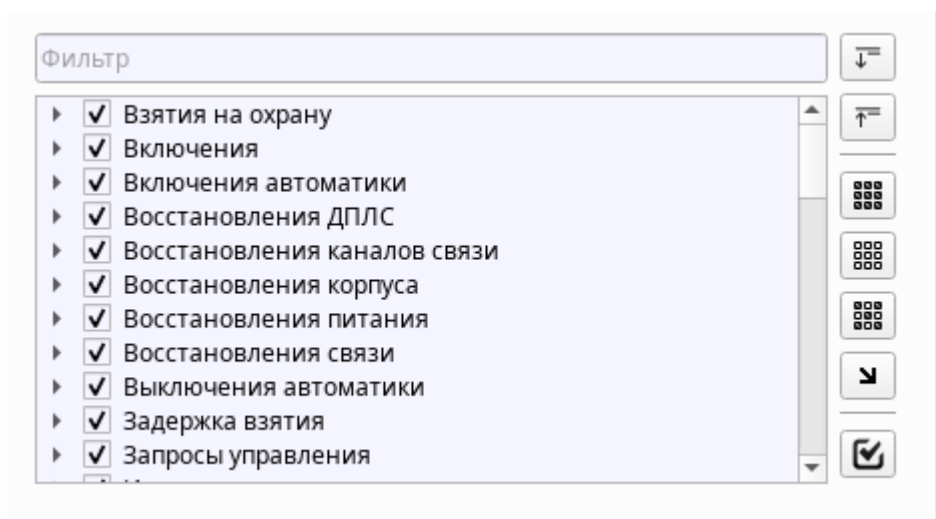 Фильтр
Взятия на охрану
Включения
Включения автоматики
Восстановления ДПЛС
Восстановления каналов связи
Восстановления корпуса
Восстановления питания
Восстановления связи
Выключения автоматики
Задержка взятия
Запросы управления